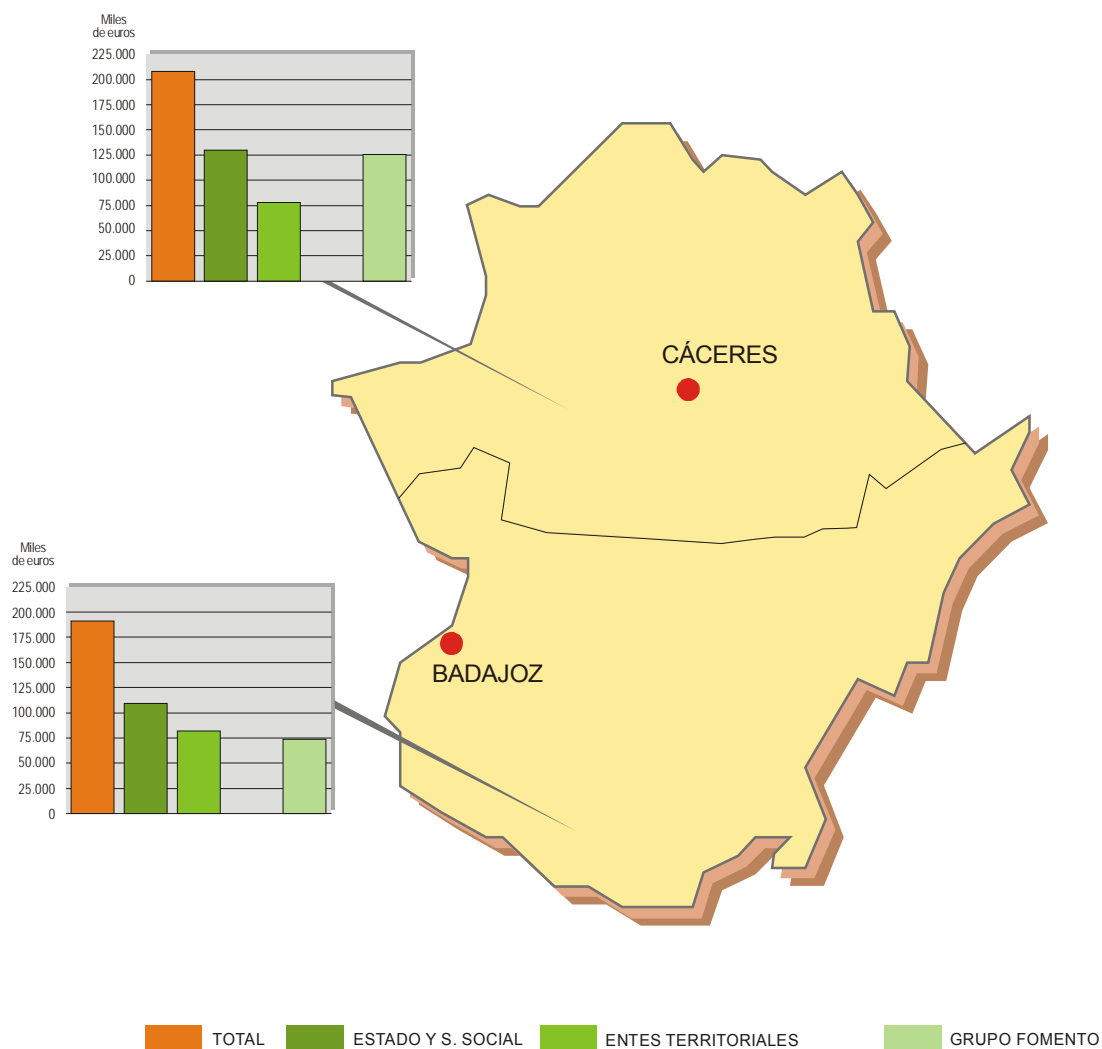 Miles
de euros
225.000
200.000
175.000
150.000
125.000
100.000
75.000
50.000
25.000
0
CÁCERES
Miles
de euros
225.000
200.000
175.000
150.000
125.000
100.000
75.000
50.000
25.000
0
BADAJOZ
TOTAL
ESTADO Y S. SOCIAL
ENTES TERRITORIALES
GRUPO FOMENTO